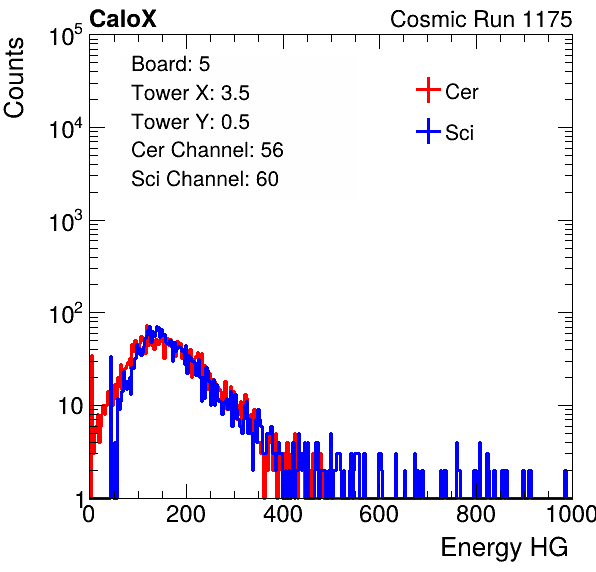 CaloX Cosmic Run 1175
Counts
10^5
10^4
10^3
10^2
10
1
Board: 5
Tower X: 3.5
Tower Y: 0.5
Cer Channel: 56
Sci Channel: 60
Cer
Sci
0 200 400 600 800 1000
Energy HG